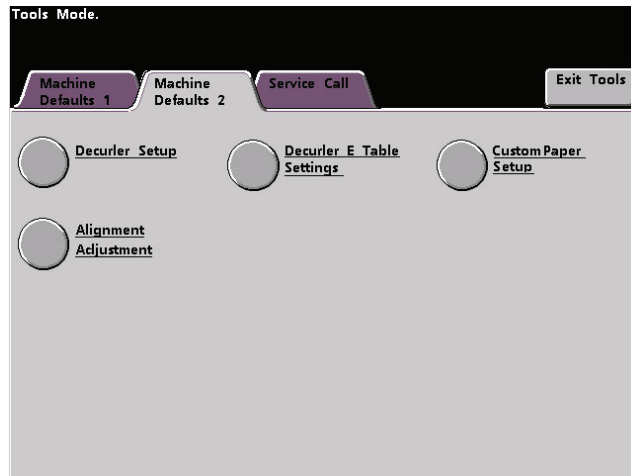 Tools Mode.
Machine
Defaults 1
Machine
Defaults 2
Service Call
Exit Tools
Decurler Setup
Decurler E Table
Settings
Custom Paper
Setup
Alignment
Adjustment